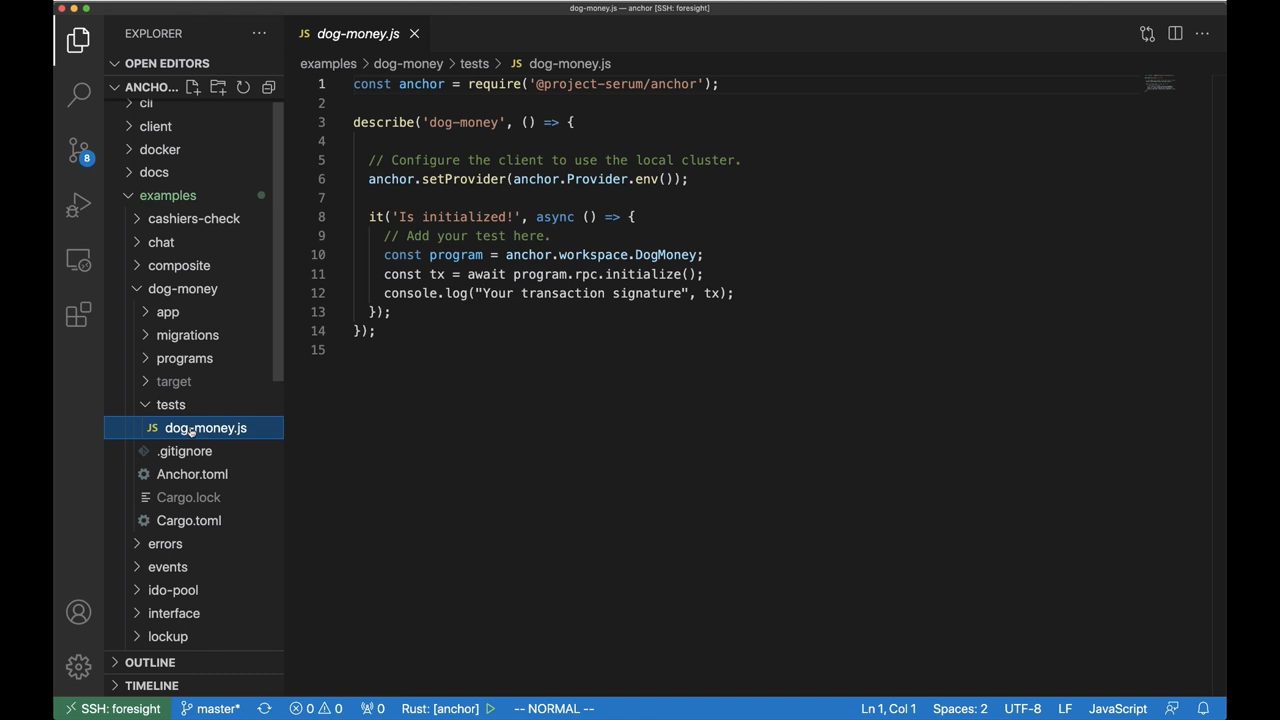 dog-money.js — anchor [SSH: foresight]
EXPLORER
OPEN EDITORS
ANCHO...
cli
client
docker
docs
examples
cashiers-check
chat
composite
dog-money
app
migrations
programs
target
tests
JS dog-money.js
.gitignore
Anchor.toml
Cargo.lock
Cargo.toml
errors
events
ido-pool
interface
lockup
OUTLINE
TIMELINE
8
JS dog-money.js
examples > dog-money > tests > JS dog-money.js
1 const anchor = require('@project-serum/anchor');
2
3 describe('dog-money', () => {
4
5 // Configure the client to use the local cluster.
6 anchor.setProvider(anchor.Provider.env());
7
8 it('Is initialized!', async () => {
9 // Add your test here.
10 const program = anchor.workspace.DogMoney;
11 const tx = await program.rpc.initialize();
12 console.log("Your transaction signature", tx);
13 });
14 });
15
SSH: foresight master* 0 0 0 Rust: [anchor] -- NORMAL -- Ln 1, Col 1 Spaces: 2 UTF-8 LF JavaScript